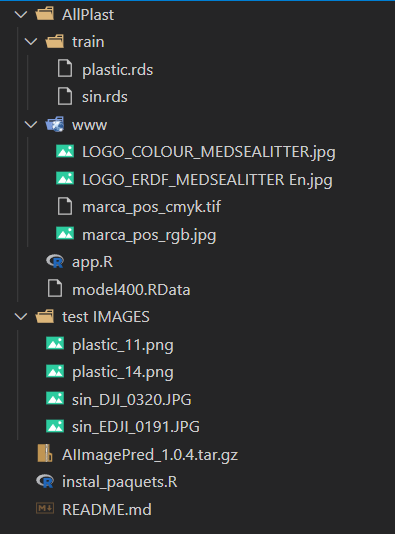 AllPlast
train
plastic.rds
sin.rds
www
LOGO_COLOUR_MEDSEALITTER.jpg
LOGO_ERDF_MEDSEALITTER En.jpg
marca_pos_cmyk.tif
marca_pos_rgb.jpg
app.R
model400.RData
test IMAGES
plastic_11.png
plastic_14.png
sin_DJI_0320.JPG
sin_EDJI_0191.JPG
AIImagePred_1.0.4.tar.gz
instal_paquets.R
README.md